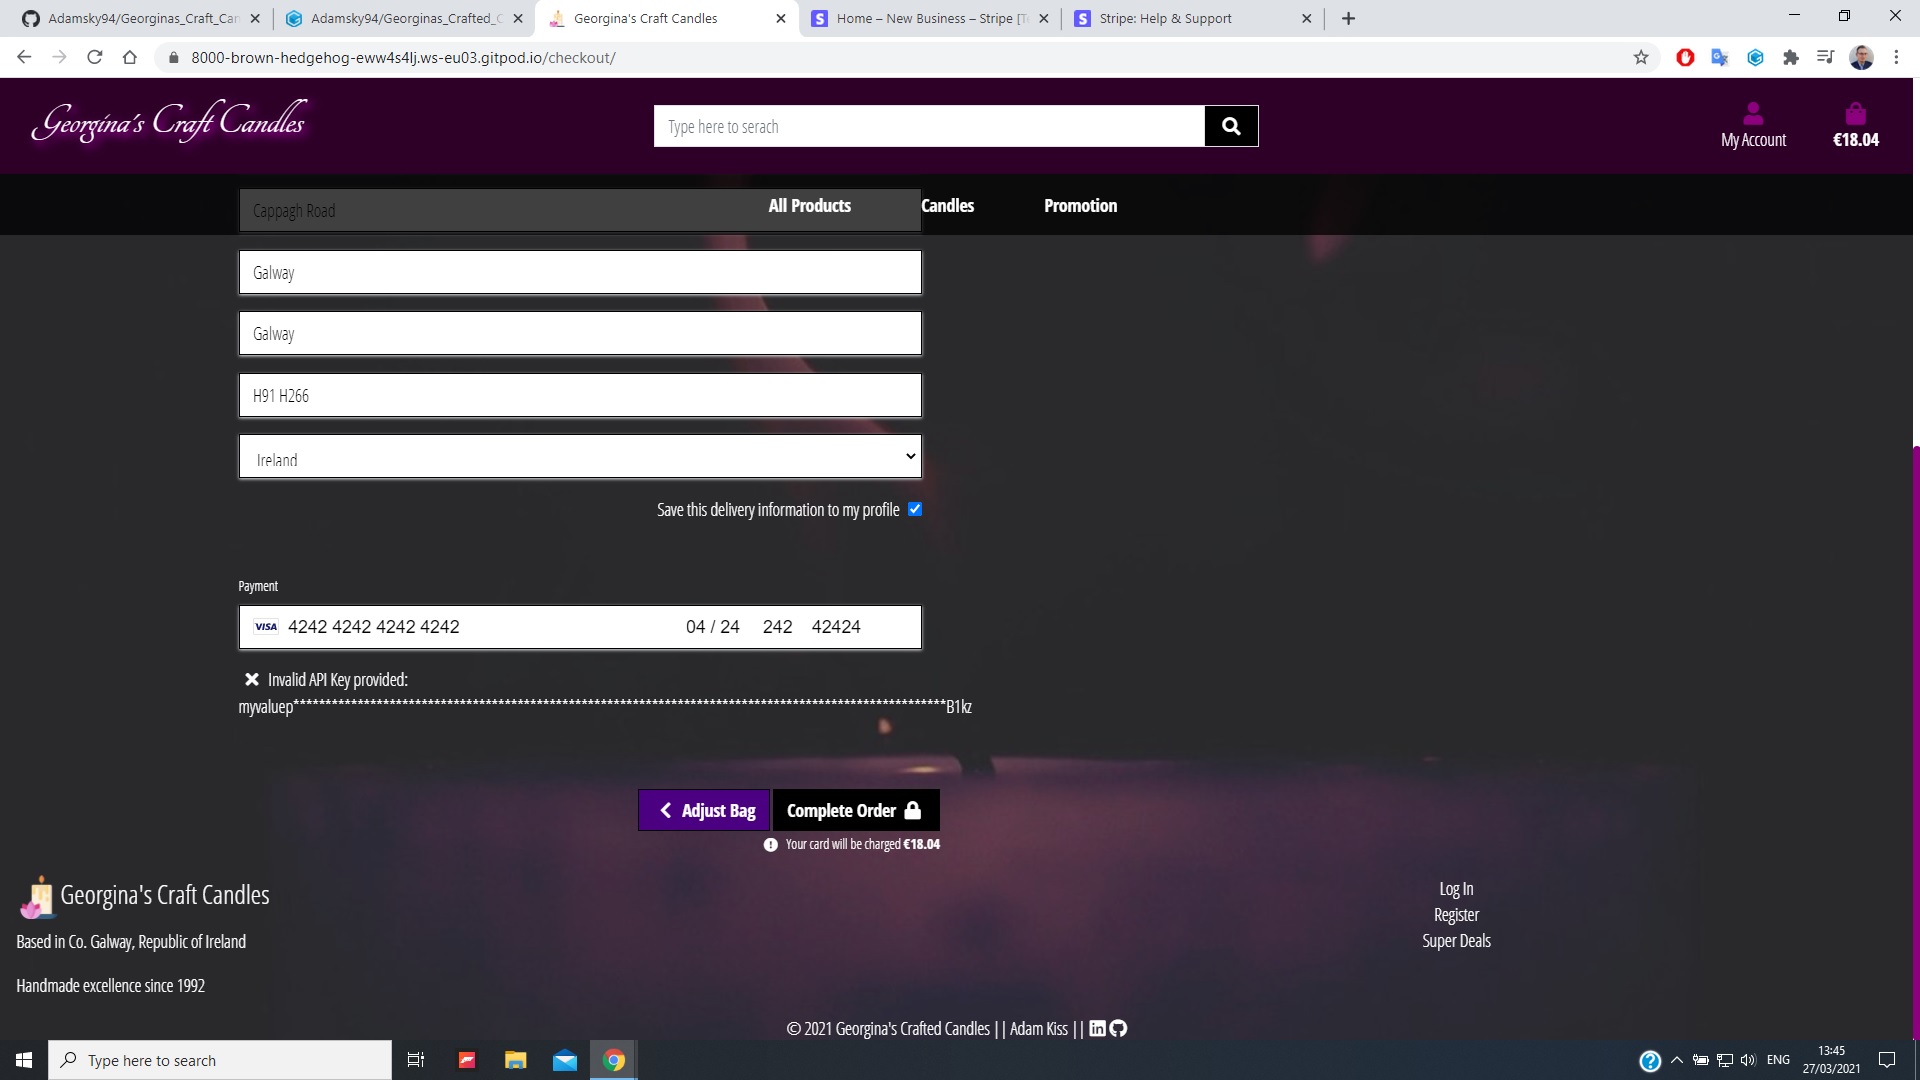 Adamsky94/Georginas_Craft_Can
Adamsky94/Georginas_Crafted_C
Georgina's Craft Candles
Home – New Business – Stripe [T
Stripe: Help & Support
8000-brown-hedgehog-eww4s4lj.ws-eu03.gitpod.io/checkout/
Georgina's Craft Candles
Type here to serach
My Account
€18.04
Cappagh Road
All Products
Candles
Promotion
Galway
Galway
H91 H266
Ireland
Save this delivery information to my profile
Payment
VISA 4242 4242 4242 4242 04 / 24 242 42424
Invalid API Key provided:
Your card will be charged €18.04
Adjust Bag
Complete Order
Georgina's Craft Candles
Based in Co. Galway, Republic of Ireland
Handmade excellence since 1992
Log In
Register
Super Deals
© 2021 Georgina's Crafted Candles || Adam Kiss ||
Type here to search
ENG
13:45
27/03/2021